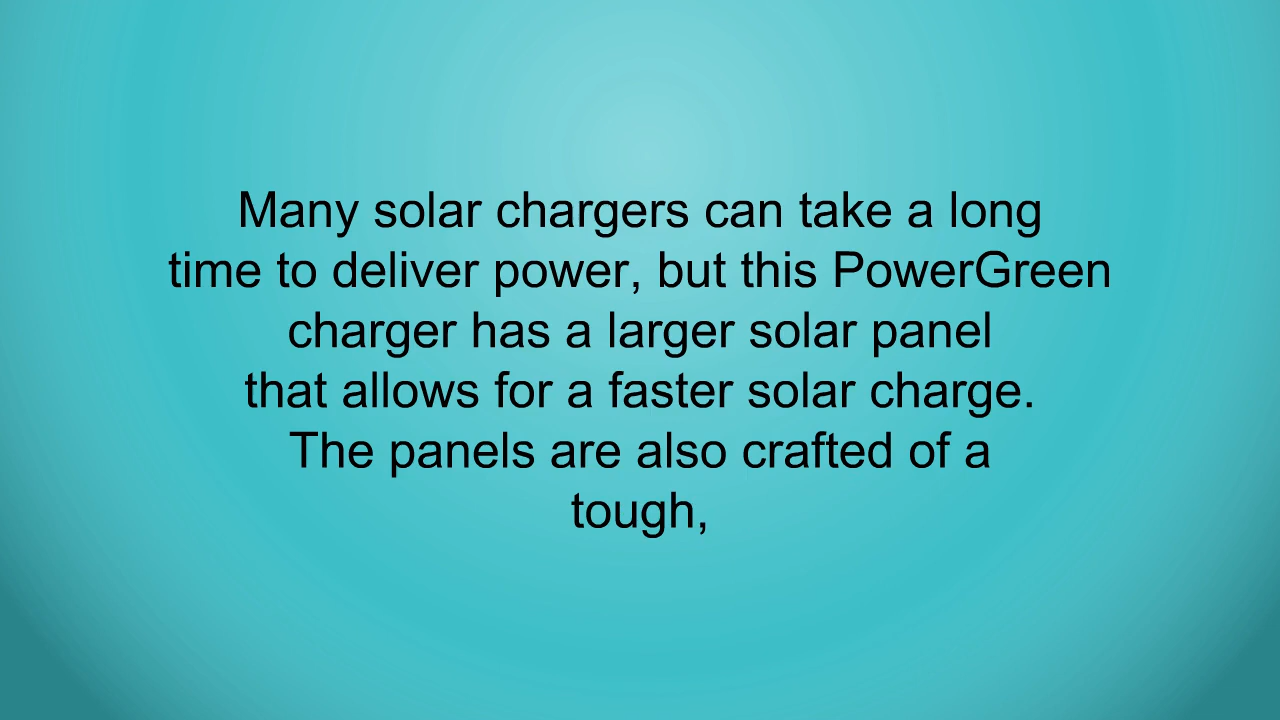 Many solar chargers can take a long
time to deliver power, but this PowerGreen
charger has a larger solar panel
that allows for a faster solar charge.
The panels are also crafted of a
tough,